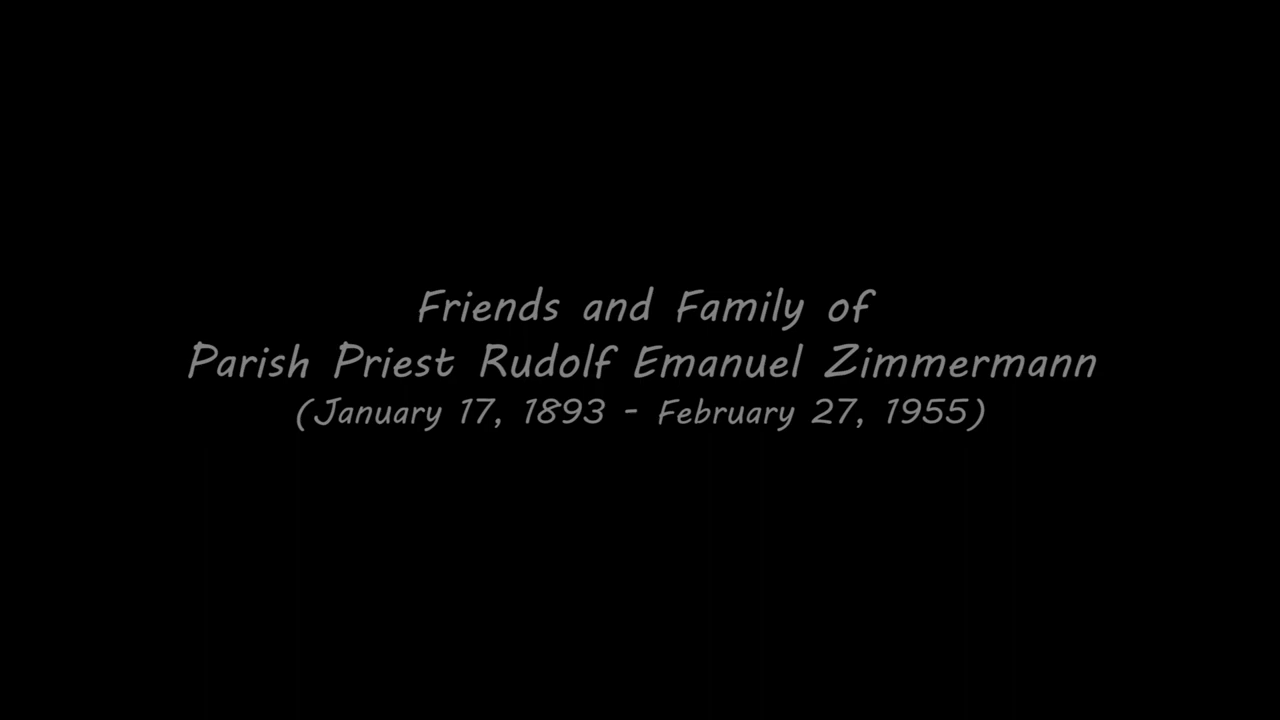 Friends and Family of
Parish Priest Rudolf Emanuel Zimmermann
(January 17, 1893 - February 27, 1955)